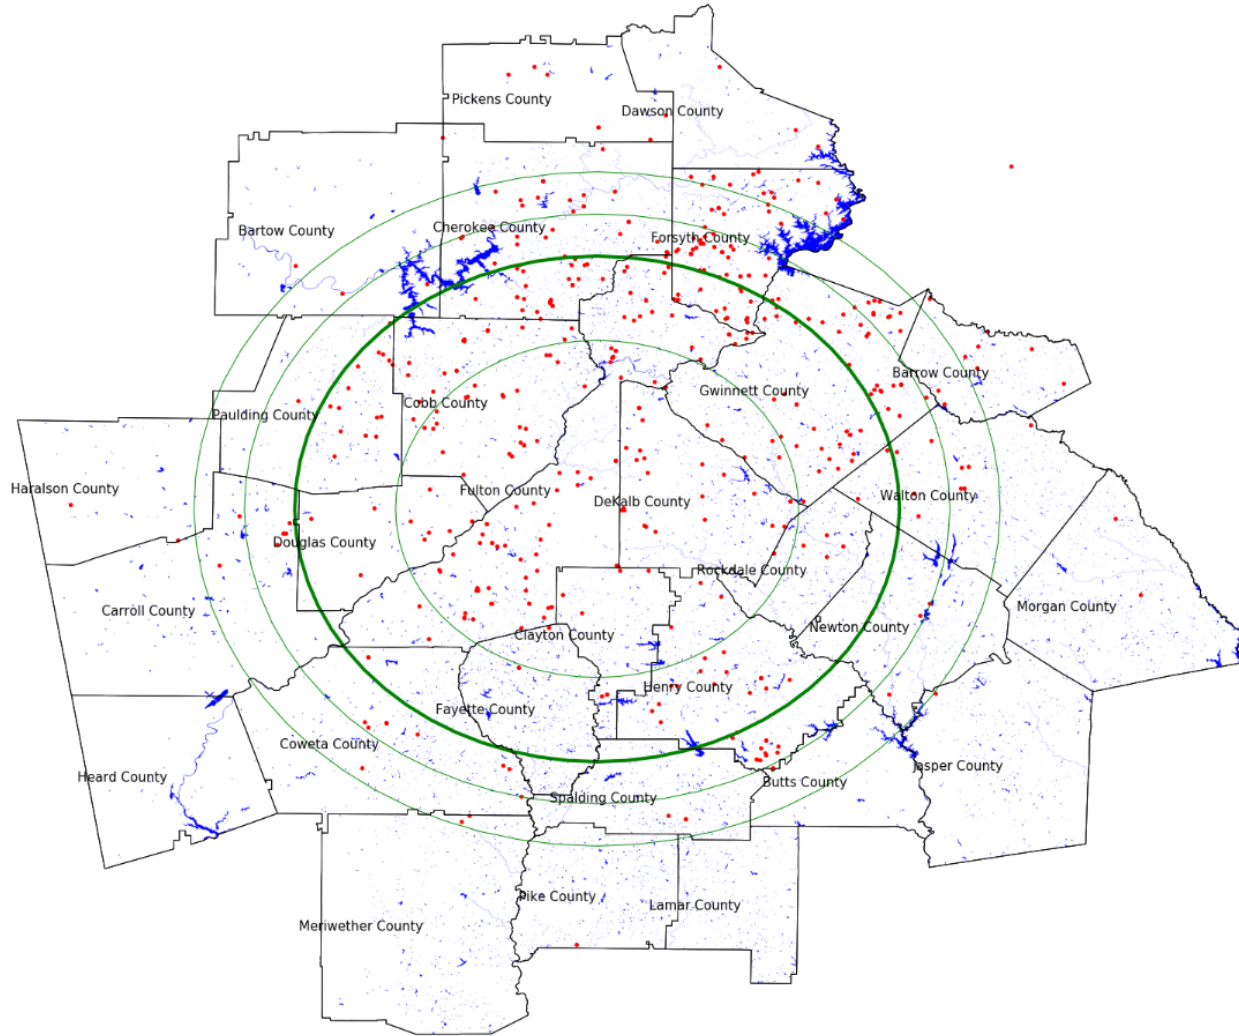 Pickens County
Dawson County
Bartow County
Cherokee County
Forsyth County
Barrow County
Gwinnett County
Cobb County
Paulding County
Haralson County
Fulton County
DeKalb County
Walton County
Douglas County
Rockdale County
Carroll County
Morgan County
Clayton County
Newton County
Henry County
Fayette County
Coweta County
Heard County
Jasper County
Butts County
Spalding County
Pike County
Lamar County
Meriwether County